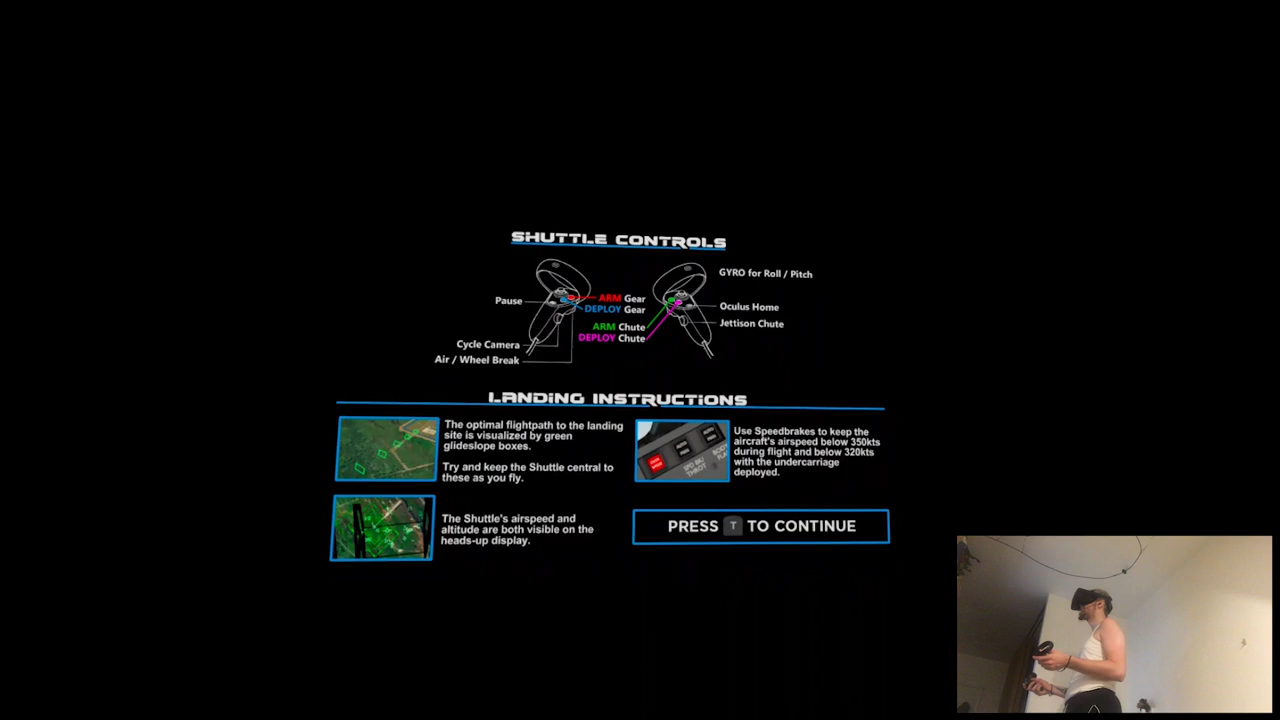 SHUTTLE CONTROLS
GYRO for Roll / Pitch
Pause
ARM Gear
DEPLOY Gear
Oculus Home
ARM Chute
Jettison Chute
DEPLOY Chute
Cycle Camera
Air / Wheel Break
LANDING INSTRUCTIONS
The optimal flightpath to the landing
site is visualized by green
glideslope boxes.
Try and keep the Shuttle central to
these as you fly.
Use Speedbrakes to keep the
aircraft's airspeed below 350kts
during flight and below 320kts
with the undercarriage
deployed.
SPD BK/
THROT
BODY
The Shuttle's airspeed and
altitude are both visible on the
heads-up display.
PRESS T TO CONTINUE